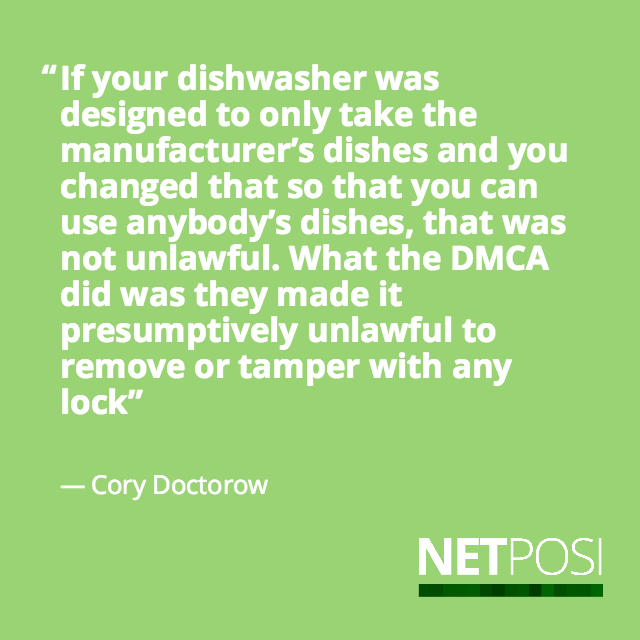 “If your dishwasher was
designed to only take the
manufacturer’s dishes and you
changed that so that you can
use anybody’s dishes, that was
not unlawful. What the DMCA
did was they made it
presumptively unlawful to
remove or tamper with any
lock”
— Cory Doctorow
NETPOSI